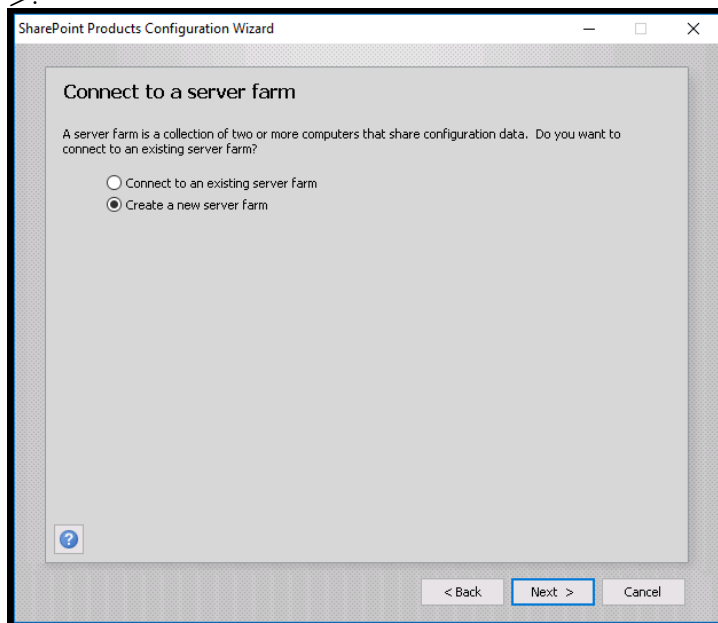 SharePoint Products Configuration Wizard
Connect to a server farm
A server farm is a collection of two or more computers that share configuration data. Do you want to
connect to an existing server farm?
Connect to an existing server farm
Create a new server farm
< Back Next > Cancel